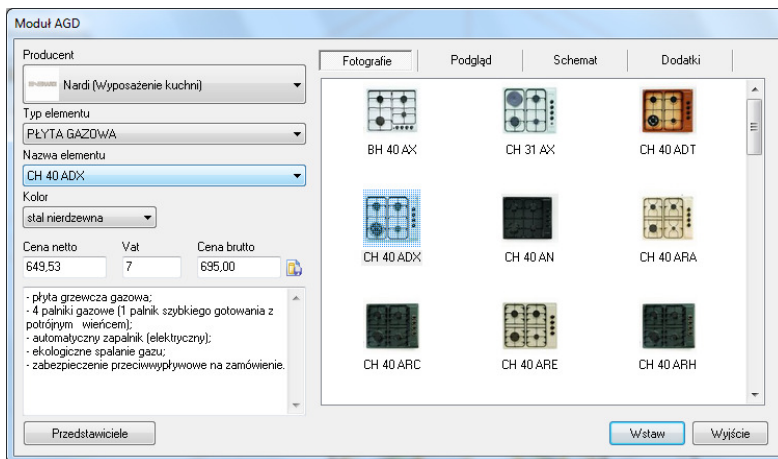 Moduł AGD
Producent
Nardi (Wyposażenie kuchni)
Typ elementu
PŁYTA GAZOWA
Nazwa elementu
CH 40 ADX
Kolor
stal nierdzewna
Cena netto Vat Cena brutto
649,53 7 695,00
- płyta grzewcza gazowa;
- 4 palniki gazowe (1 palnik szybkiego gotowania z
potrójnym wieńcem);
- automatyczny zapalnik (elektryczny);
- ekologiczne spalanie gazu;
- zabezpieczenie przeciwwypływowe na zamówienie.
Przedstawiciele
Fotografie Podgląd Schemat Dodatki
BH 40 AX CH 31 AX CH 40 ADT
CH 40 ADX CH 40 AN CH 40 ARA
CH 40 ARC CH 40 ARE CH 40 ARH
Wstaw Wyjście